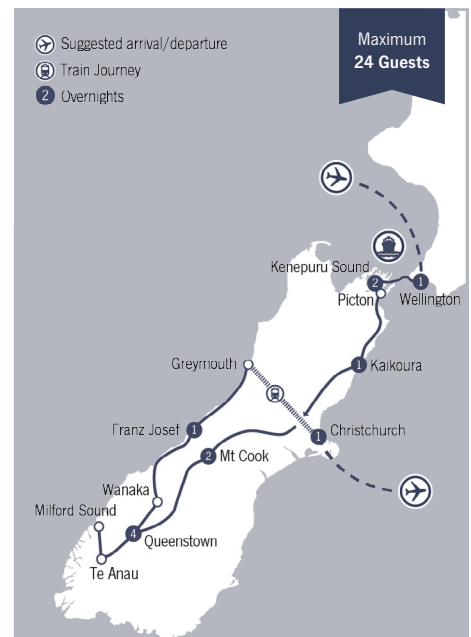 Suggested arrival/departure
Train Journey
2 Overnights
Maximum
24 Guests
Kenepuru Sound
2
1
Picton
Wellington
Greymouth
1 Kaikoura
Franz Josef 1
1 Christchurch
2 Mt Cook
Wanaka
Milford Sound
4 Queenstown
Te Anau